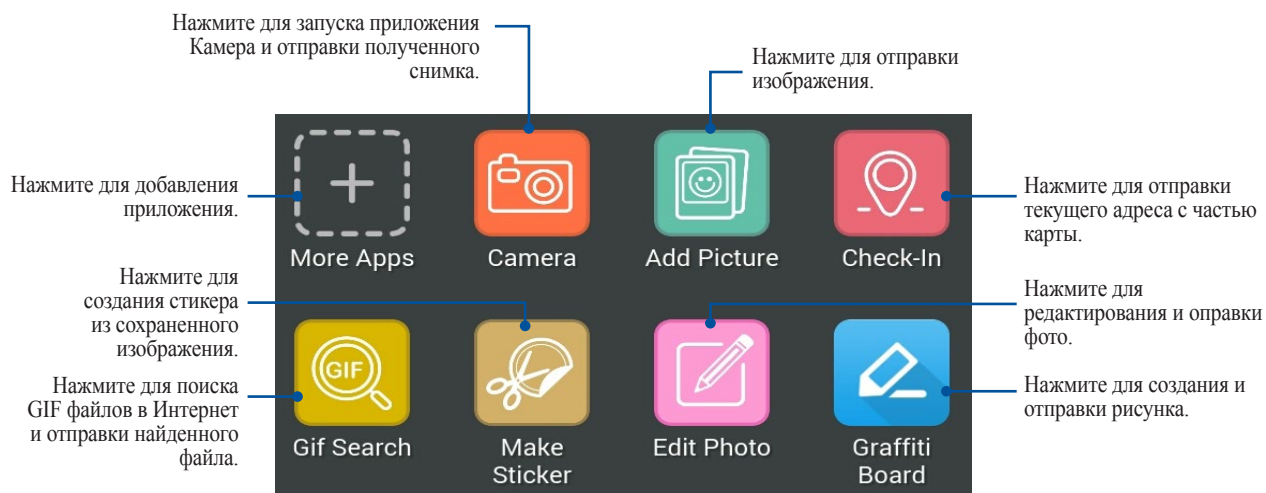 Нажмите для запуска приложения
Камера и отправки полученного
снимка.
Нажмите для отправки
изображения.
Нажмите для добавления
приложения.
Нажмите для отправки
текущего адреса с частью
карты.
More Apps
Camera
Add Picture
Check-In
Нажмите для
создания стикера
из сохраненного
изображения.
Нажмите для
редактирования и оправки
фото.
Нажмите для поиска
GIF файлов в Интернет
и отправки найденного
файла.
Нажмите для создания и
отправки рисунка.
GIF
Gif Search
Make
Sticker
Edit Photo
Graffiti
Board